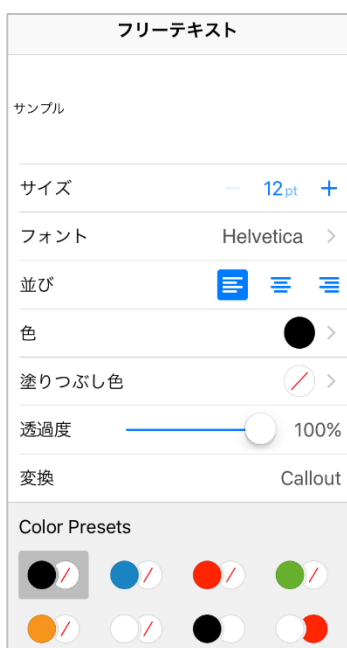 フリーテキスト
サンプル
サイズ 12pt
フォント Helvetica
並び
色
塗りつぶし色
透過度 100%
変換 Callout
Color Presets